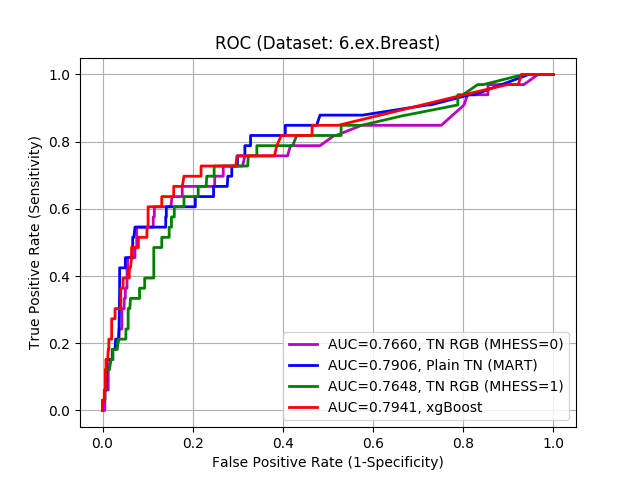 ROC (Dataset: 6.ex.Breast)
True Positive Rate (Sensitivity)
1.0
0.8
0.6
0.4
0.2
0.0
AUC=0.7660, TN RGB (MHESS=0)
AUC=0.7906, Plain TN (MART)
AUC=0.7648, TN RGB (MHESS=1)
AUC=0.7941, xgBoost
0.0 0.2 0.4 0.6 0.8 1.0
False Positive Rate (1-Specificity)